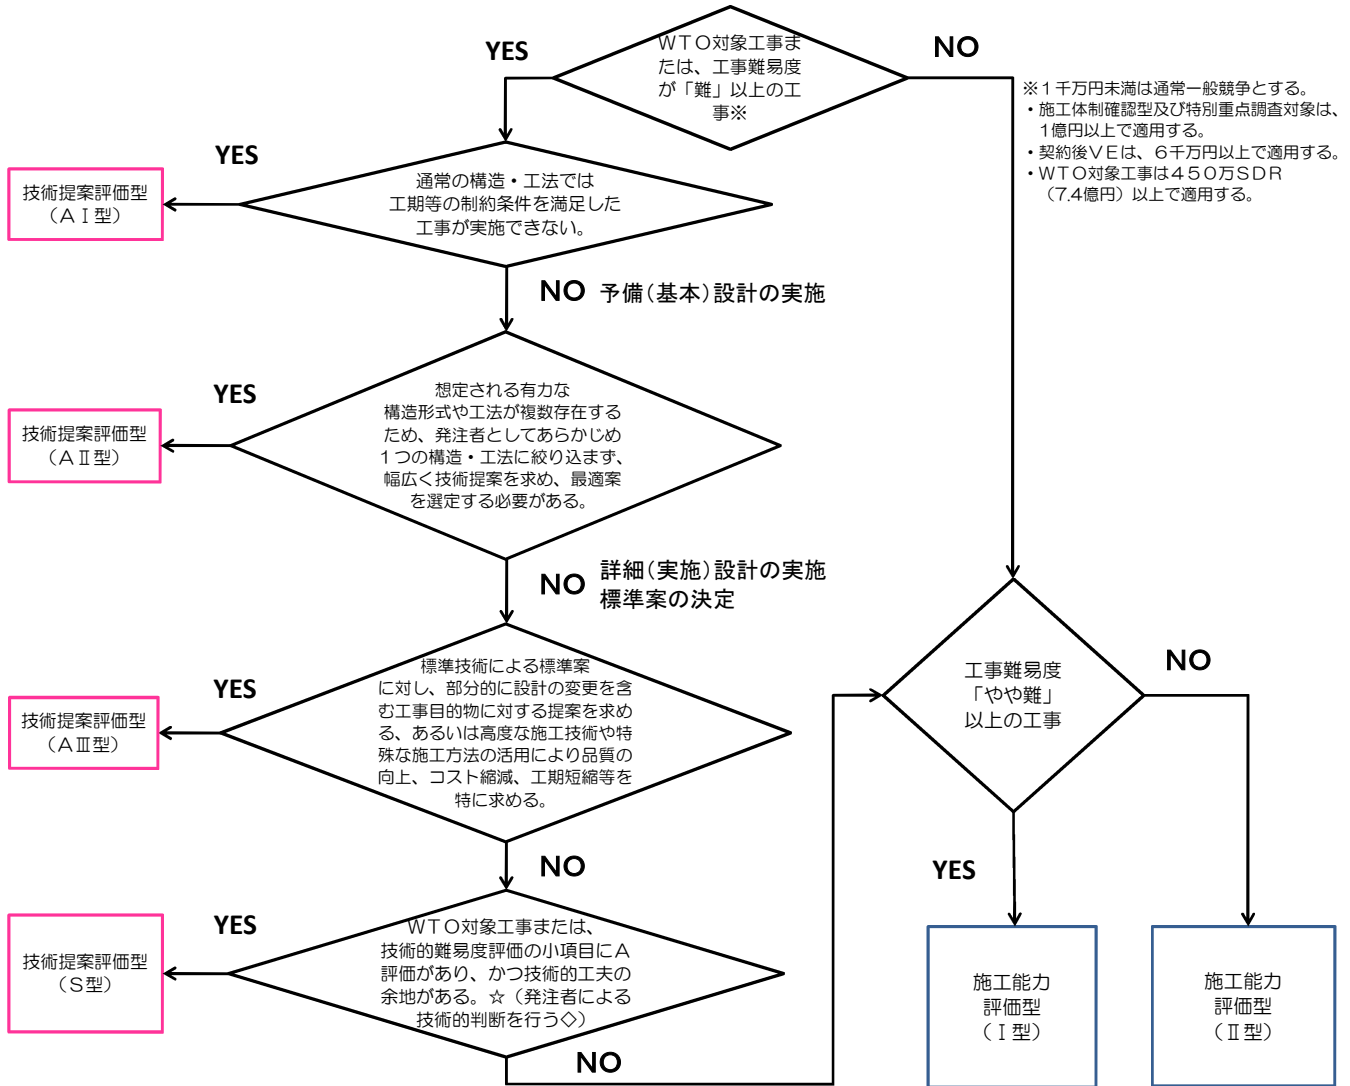 YES
ＷＴＯ対象工事ま
たは、工事難易度
が「難」以上の工
事※
NO
※１千万円未満は通常一般競争とする。
・施工体制確認型及び特別重点調査対象は、
１億円以上で適用する。
・契約後ＶＥは、６千万円以上で適用する。
・ＷＴＯ対象工事は４５０万ＳＤＲ
（7.4億円）以上で適用する。
YES
技術提案評価型
（ＡⅠ型）
通常の構造・工法では
工期等の制約条件を満足した
工事が実施できない。
NO 予備（基本）設計の実施
YES
技術提案評価型
（ＡⅡ型）
想定される有力な
構造形式や工法が複数存在する
ため、発注者としてあらかじめ
１つの構造・工法に絞り込まず、
幅広く技術提案を求め、最適案
を選定する必要がある。
NO 詳細（実施）設計の実施
標準案の決定
YES
技術提案評価型
（ＡⅢ型）
標準技術による標準案
に対し、部分的に設計の変更を含
む工事目的物に対する提案を求め
る、あるいは高度な施工技術や特
殊な施工方法の活用により品質の
向上、コスト縮減、工期短縮等を
特に求める。
工事難易度
「やや難」
以上の工事
NO
NO
YES
技術提案評価型
（Ｓ型）
ＷＴＯ対象工事または、
技術的難易度評価の小項目にＡ
評価があり、かつ技術的工夫の
余地がある。☆（発注者による
技術的判断を行う◇）
NO
YES
施工能力
評価型
（Ⅰ型）
施工能力
評価型
（Ⅱ型）